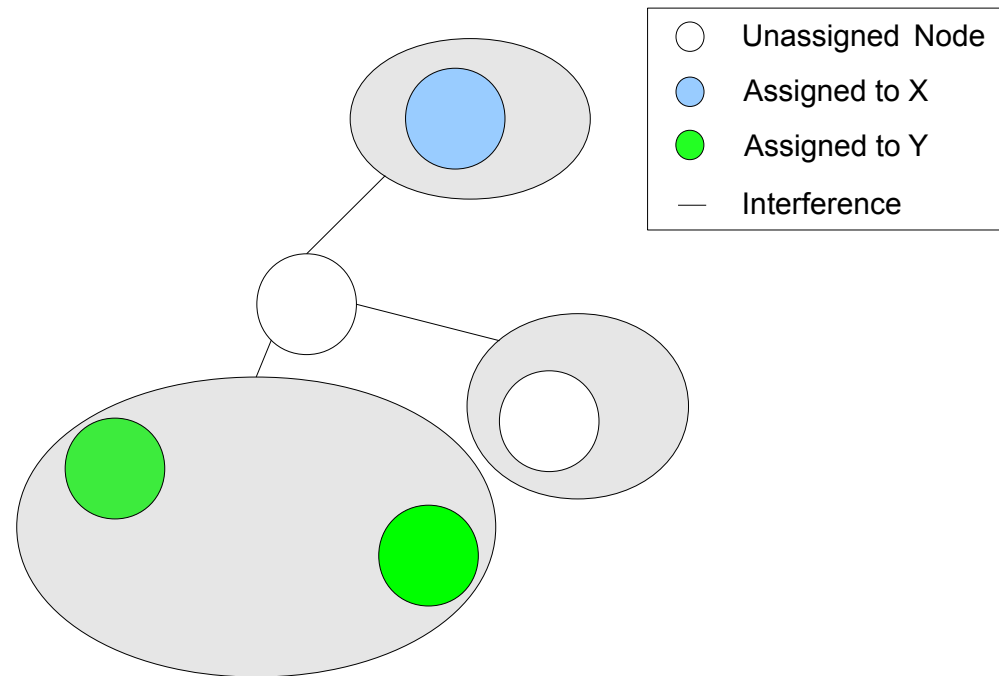 Unassigned Node
Assigned to X
Assigned to Y
Interference